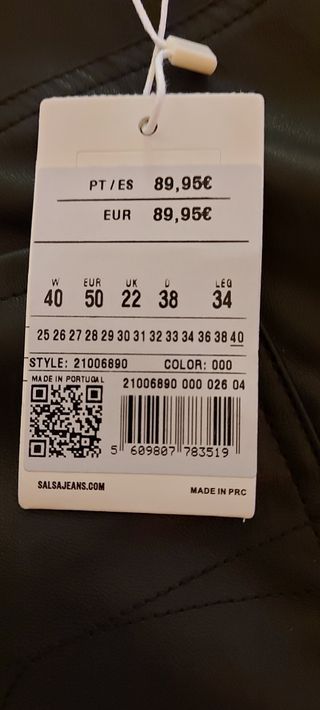 PT/ES 89,95€
EUR 89,95€
W EUR UK D LEG
40 50 22 38 34
25 26 27 28 29 30 31 32 33 34 36 38 40
STYLE: 21006890 COLOR: 000
MADE IN PORTUGAL 21006890 000 026 04
5 609807 783519
SALSAJEANS.COM MADE IN PRC